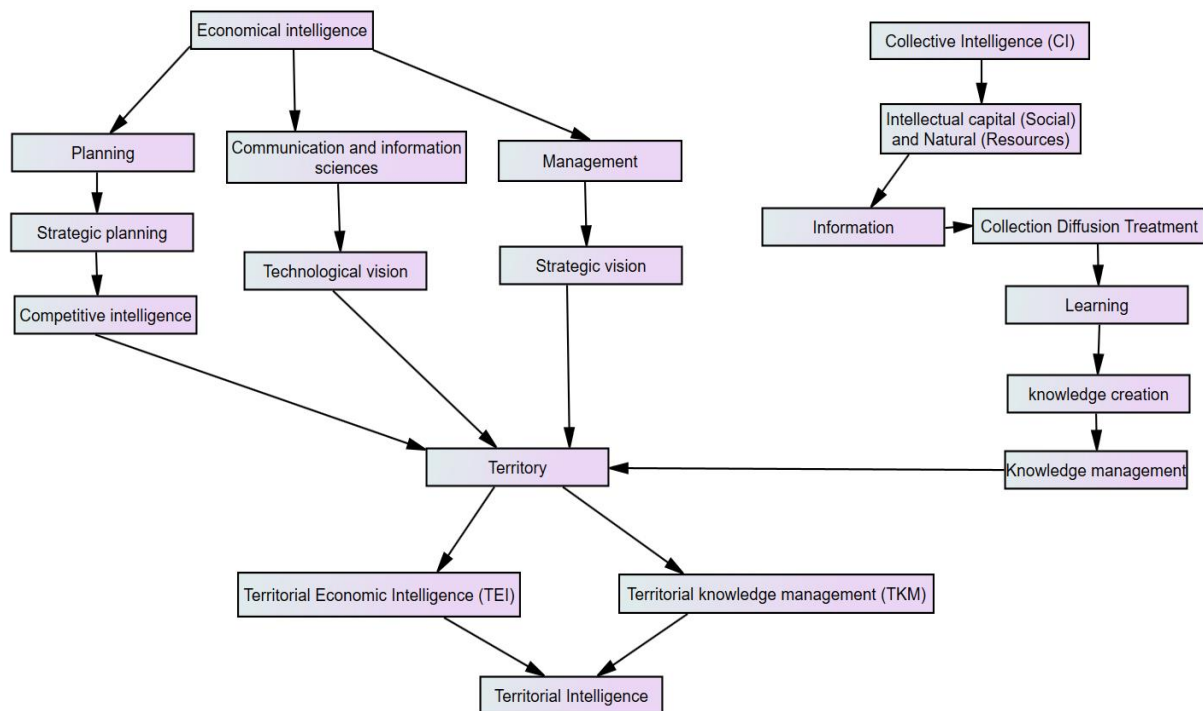 Economical intelligence
Collective Intelligence (CI)
Intellectual capital (Social)
and Natural (Resources)
Planning
Communication and information
sciences
Management
Strategic planning
Information
Collection Diffusion Treatment
Technological vision
Strategic vision
Competitive intelligence
Learning
knowledge creation
Territory
Knowledge management
Territorial Economic Intelligence (TEI)
Territorial knowledge management (TKM)
Territorial Intelligence